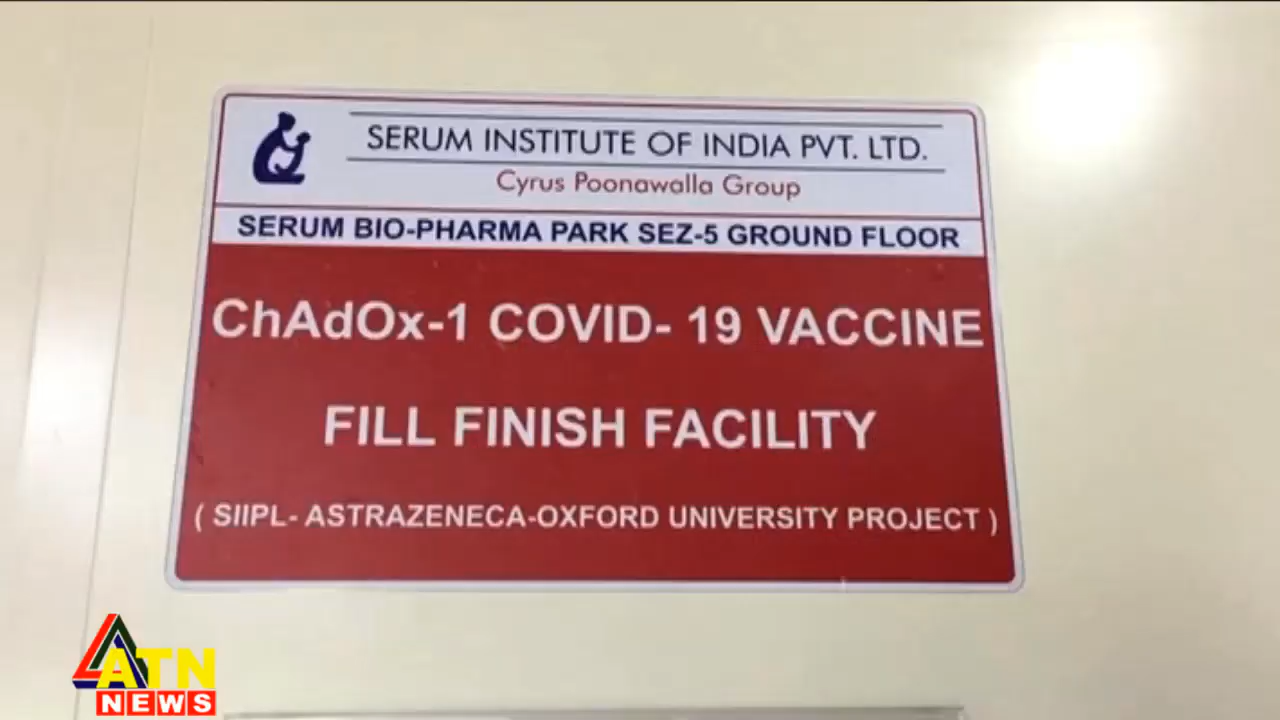 SERUM INSTITUTE OF INDIA PVT. LTD.
Cyrus Poonawalla Group
SERUM BIO-PHARMA PARK SEZ-5 GROUND FLOOR
ChAdOx-1 COVID- 19 VACCINE
FILL FINISH FACILITY
( SIIPL- ASTRAZENECA-OXFORD UNIVERSITY PROJECT )
ATN
NEWS